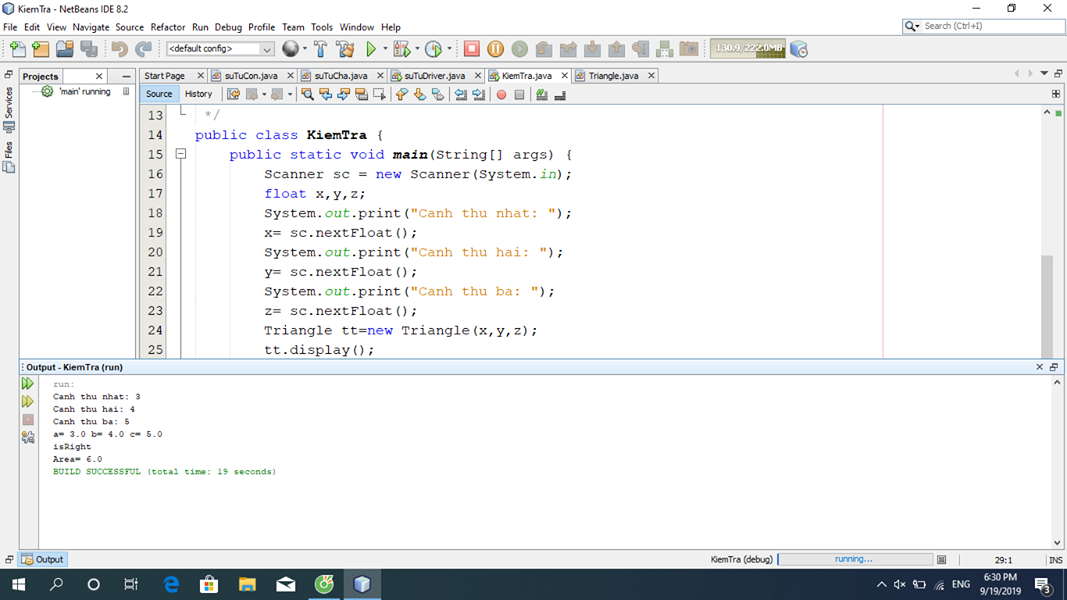 KiemTra - NetBeans IDE 8.2
File Edit View Navigate Source Refactor Run Debug Profile Team Tools Window Help
Search (Ctrl+I)
<default config>
130.9/222.0MB
Projects
Start Page suTuCon.java suTuCha.java suTuDriver.java KiemTra.java Triangle.java
'main' running
Source History
Services
Files
13 */
14 public class KiemTra {
15 public static void main(String[] args) {
16 Scanner sc = new Scanner(System.in);
17 float x,y,z;
18 System.out.print("Canh thu nhat: ");
19 x= sc.nextFloat();
20 System.out.print("Canh thu hai: ");
21 y= sc.nextFloat();
22 System.out.print("Canh thu ba: ");
23 z= sc.nextFloat();
24 Triangle tt=new Triangle(x,y,z);
25 tt.display();
Output - KiemTra (run)
run:
Canh thu nhat: 3
Canh thu hai: 4
Canh thu ba: 5
a= 3.0 b= 4.0 c= 5.0
isRight
Area= 6.0
BUILD SUCCESSFUL (total time: 19 seconds)
Output
KiemTra (debug) running... 29:1 INS
ENG
6:30 PM
9/19/2019
3